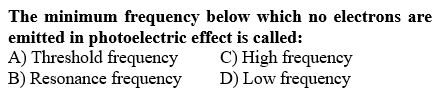 The minimum frequency below which no electrons are
emitted in photoelectric effect is called:
A) Threshold frequency C) High frequency
B) Resonance frequency D) Low frequency